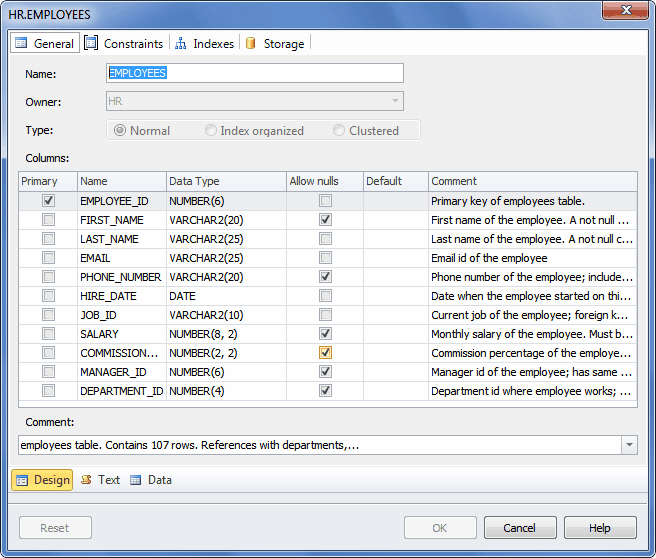 HR.EMPLOYEES
General Constraints Indexes Storage
Name: EMPLOYEES
Owner: HR
Type: Normal Index organized Clustered
Columns:
Primary Name Data Type Allow nulls Default Comment
EMPLOYEE_ID NUMBER(6) Primary key of employees table.
FIRST_NAME VARCHAR2(20) First name of the employee. A not null ...
LAST_NAME VARCHAR2(25) Last name of the employee. A not null c...
EMAIL VARCHAR2(25) Email id of the employee
PHONE_NUMBER VARCHAR2(20) Phone number of the employee; include...
HIRE_DATE DATE Date when the employee started on thi...
JOB_ID VARCHAR2(10) Current job of the employee; foreign k...
SALARY NUMBER(8, 2) Monthly salary of the employee. Must b...
COMMISSION... NUMBER(2, 2) Commission percentage of the employe...
MANAGER_ID NUMBER(6) Manager id of the employee; has same ...
DEPARTMENT_ID NUMBER(4) Department id where employee works; ...
Comment:
employees table. Contains 107 rows. References with departments,...
Design Text Data
Reset OK Cancel Help